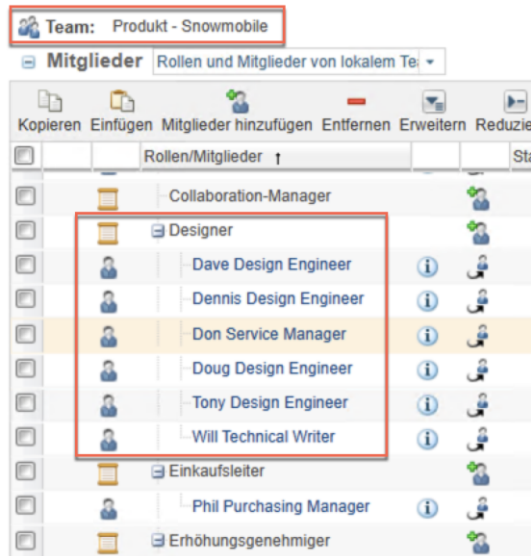 Team: Produkt - Snowmobile
Mitglieder Rollen und Mitglieder von lokalem Te
Kopieren Einfügen Mitglieder hinzufügen Entfernen Erweitern Reduzie
Rollen/Mitglieder ↑ Sta
Collaboration-Manager
Designer
Dave Design Engineer
Dennis Design Engineer
Don Service Manager
Doug Design Engineer
Tony Design Engineer
Will Technical Writer
Einkaufsleiter
Phil Purchasing Manager
Erhöhungsgenehmiger